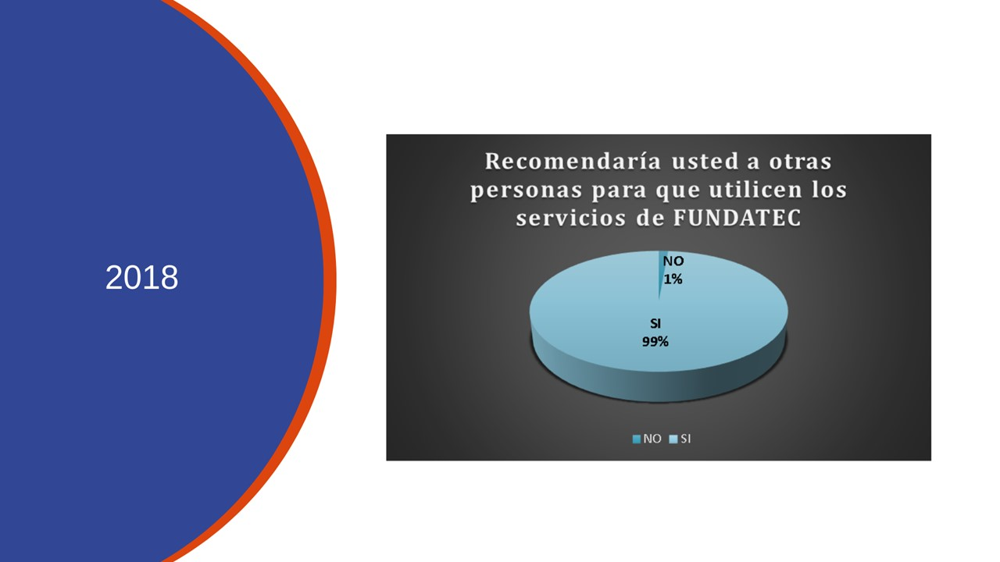 2018
Recomendaría usted a otras
personas para que utilicen los
servicios de FUNDATEC
NO
1%
SI
99%
NO SI